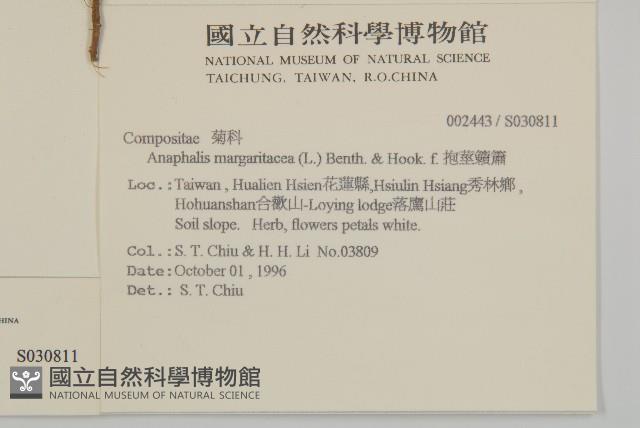 國立自然科學博物館
NATIONAL MUSEUM OF NATURAL SCIENCE
TAICHUNG, TAIWAN, R.O.CHINA
002443 / S030811
Compositae 菊科
Anaphalis margaritacea (L.) Benth. & Hook. f. 抱莖籟簫
Loc.:Taiwan , Hualien Hsien花蓮縣,Hsiulin Hsiang秀林鄉 ,
Hohuanshan合歡山-Loying lodge落鷹山莊
Soil slope. Herb, flowers petals white.
Col.: S. T. Chiu & H. H. Li No.03809
Date:October 01 , 1996
Det.: S. T. Chiu
HINA
S030811
國立自然科學博物館
NATIONAL MUSEUM OF NATURAL SCIENCE